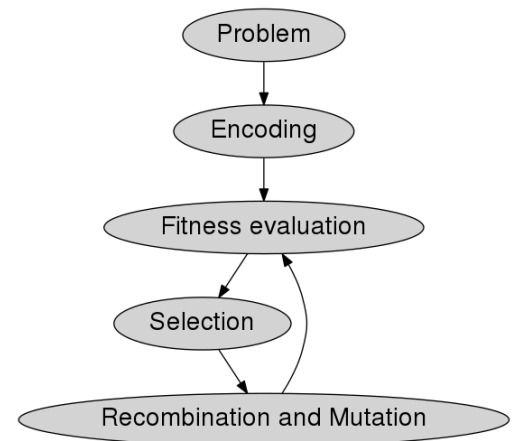 Problem
Encoding
Fitness evaluation
Selection
Recombination and Mutation